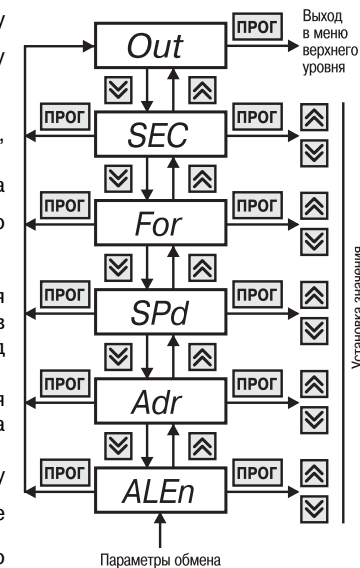 у
ПРОГ
Выход
в меню
верхнего
уровня
Out
у
ПРОГ
SEC
ПРОГ
,
а
ПРОГ
For
ПРОГ
о
я
ПРОГ
SPd
ПРОГ
в
д
Установка значения
я
ПРОГ
Adr
ПРОГ
а
у
ПРОГ
ALEn
ПРОГ
е
о
Параметры обмена